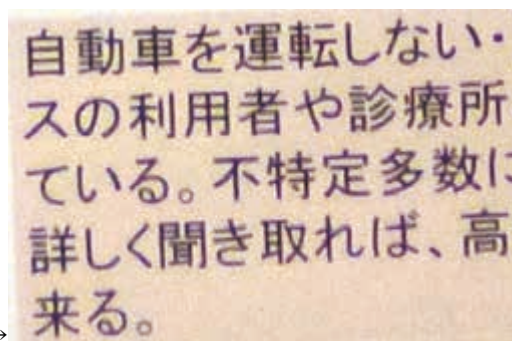 自動車を運転しない・
スの利用者や診療所
ている。不特定多数に
詳しく聞き取れば、高
来る。